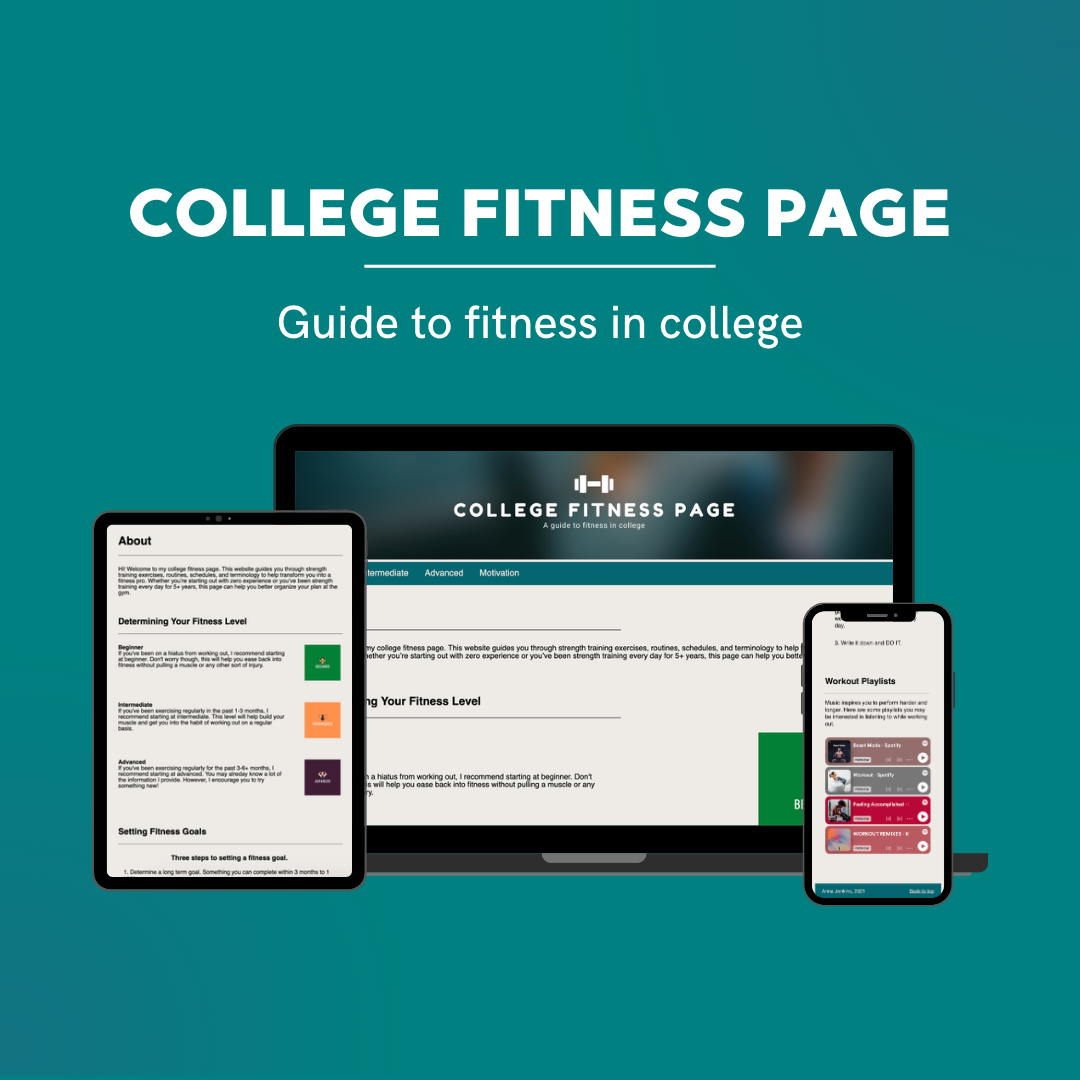 COLLEGE FITNESS PAGE
Guide to fitness in college
COLLEGE FITNESS PAGE
A guide to fitness in college
termediate
Advanced
Motivation
my college fitness page. This website guides you through strength training exercises, routines, schedules, and terminology to help
ether you're starting out with zero experience or you've been strength training every day for 5+ years, this page can help you bette
ng Your Fitness Level
n a hiatus from working out, I recommend starting at beginner. Don't
is will help you ease back into fitness without pulling a muscle or any
ry.
BE
About
Hi! Welcome to my college fitness page. This website guides you through strength
training exercises, routines, schedules, and terminology to help transform you into a
fitness pro. Whether you're starting out with zero experience or you've been strength
training every day for 5+ years, this page can help you better organize your plan at the
gym.
Determining Your Fitness Level
Beginner
If you've been on a hiatus from working out, I recommend starting
at beginner. Don't worry though, this will help you ease back into
fitness without pulling a muscle or any other sort of injury.
BEGINNER
Intermediate
If you've been exercising regularly in the past 1-3 months, I
recommend starting at intermediate. This level will help build your
muscle and get you into the habit of working out on a regular
basis.
Advanced
If you've been exercising regularly for the past 3-6+ months, I
recommend starting at advanced. You may alreday know a lot of
the information I provide. However, I encourage you to try
something new!
ADVANCED
Setting Fitness Goals
Three steps to setting a fitness goal.
1. Determine a long term goal. Something you can complete within 3 months to 1
day.
3. Write it down and DO IT.
Workout Playlists
Music inspires you to perform harder and
longer. Here are some playlists you may
be interested in listening to while working
out.
Beast Mode - Spotify
Workout - Spotify
Feeling Accomplished
WORKOUT REMIXES - K
Anna Jenkins, 2021
Back to top